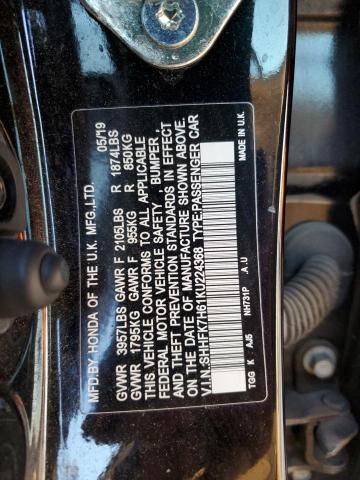 MFD.BY HONDA OF THE U.K. MFG.,LTD. 05/19
GVWR 3957LBS GAWR F 2105LBS R 1874LBS
GVWR 1795KG GAWR F 955KG R 850KG
THIS VEHICLE CONFORMS TO ALL APPLICABLE
FEDERAL MOTOR VEHICLE SAFETY , BUMPER ,
AND THEFT PREVENTION STANDARDS IN EFFECT
ON THE DATE OF MANUFACTURE SHOWN ABOVE.
V.I.N.:SHHFK7H61KU224368 TYPE:PASSENGER CAR
NH731P .A.U MADE IN U.K.
TGG K AJ5